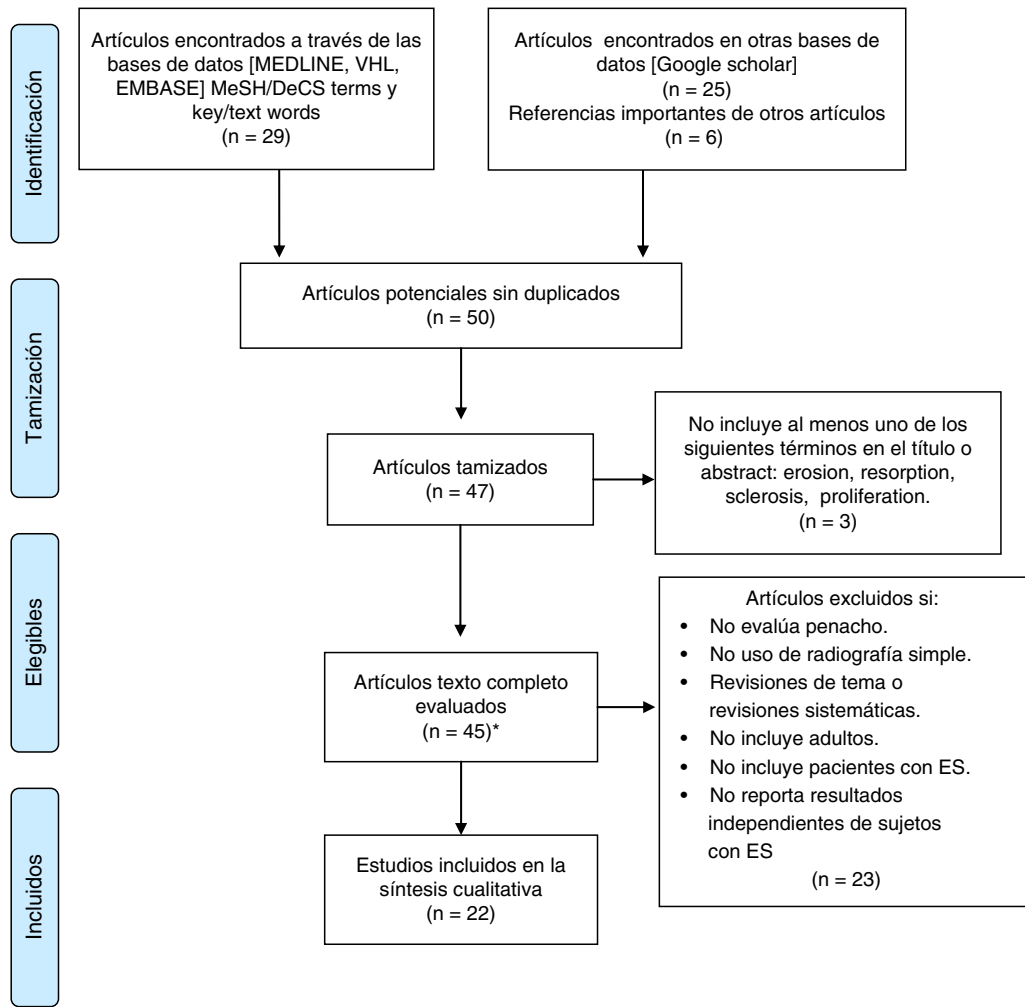 Identificación
Artículos encontrados a través de las
bases de datos [MEDLINE, VHL,
EMBASE] MeSH/DeCS terms y
key/text words
(n = 29)
Artículos encontrados en otras bases de
datos [Google scholar]
(n = 25)
Referencias importantes de otros artículos
(n = 6)
Tamización
Artículos potenciales sin duplicados
(n = 50)
Artículos tamizados
(n = 47)
No incluye al menos uno de los
siguientes términos en el título o
abstract: erosion, resorption,
sclerosis, proliferation.
(n = 3)
Elegibles
Artículos texto completo
evaluados
(n = 45)*
Artículos excluidos si:
• No evalúa penacho.
• No uso de radiografía simple.
• Revisiones de tema o
revisiones sistemáticas.
• No incluye adultos.
• No incluye pacientes con ES.
• No reporta resultados
independientes de sujetos
con ES
(n = 23)
Incluidos
Estudios incluidos en la
síntesis cualitativa
(n = 22)